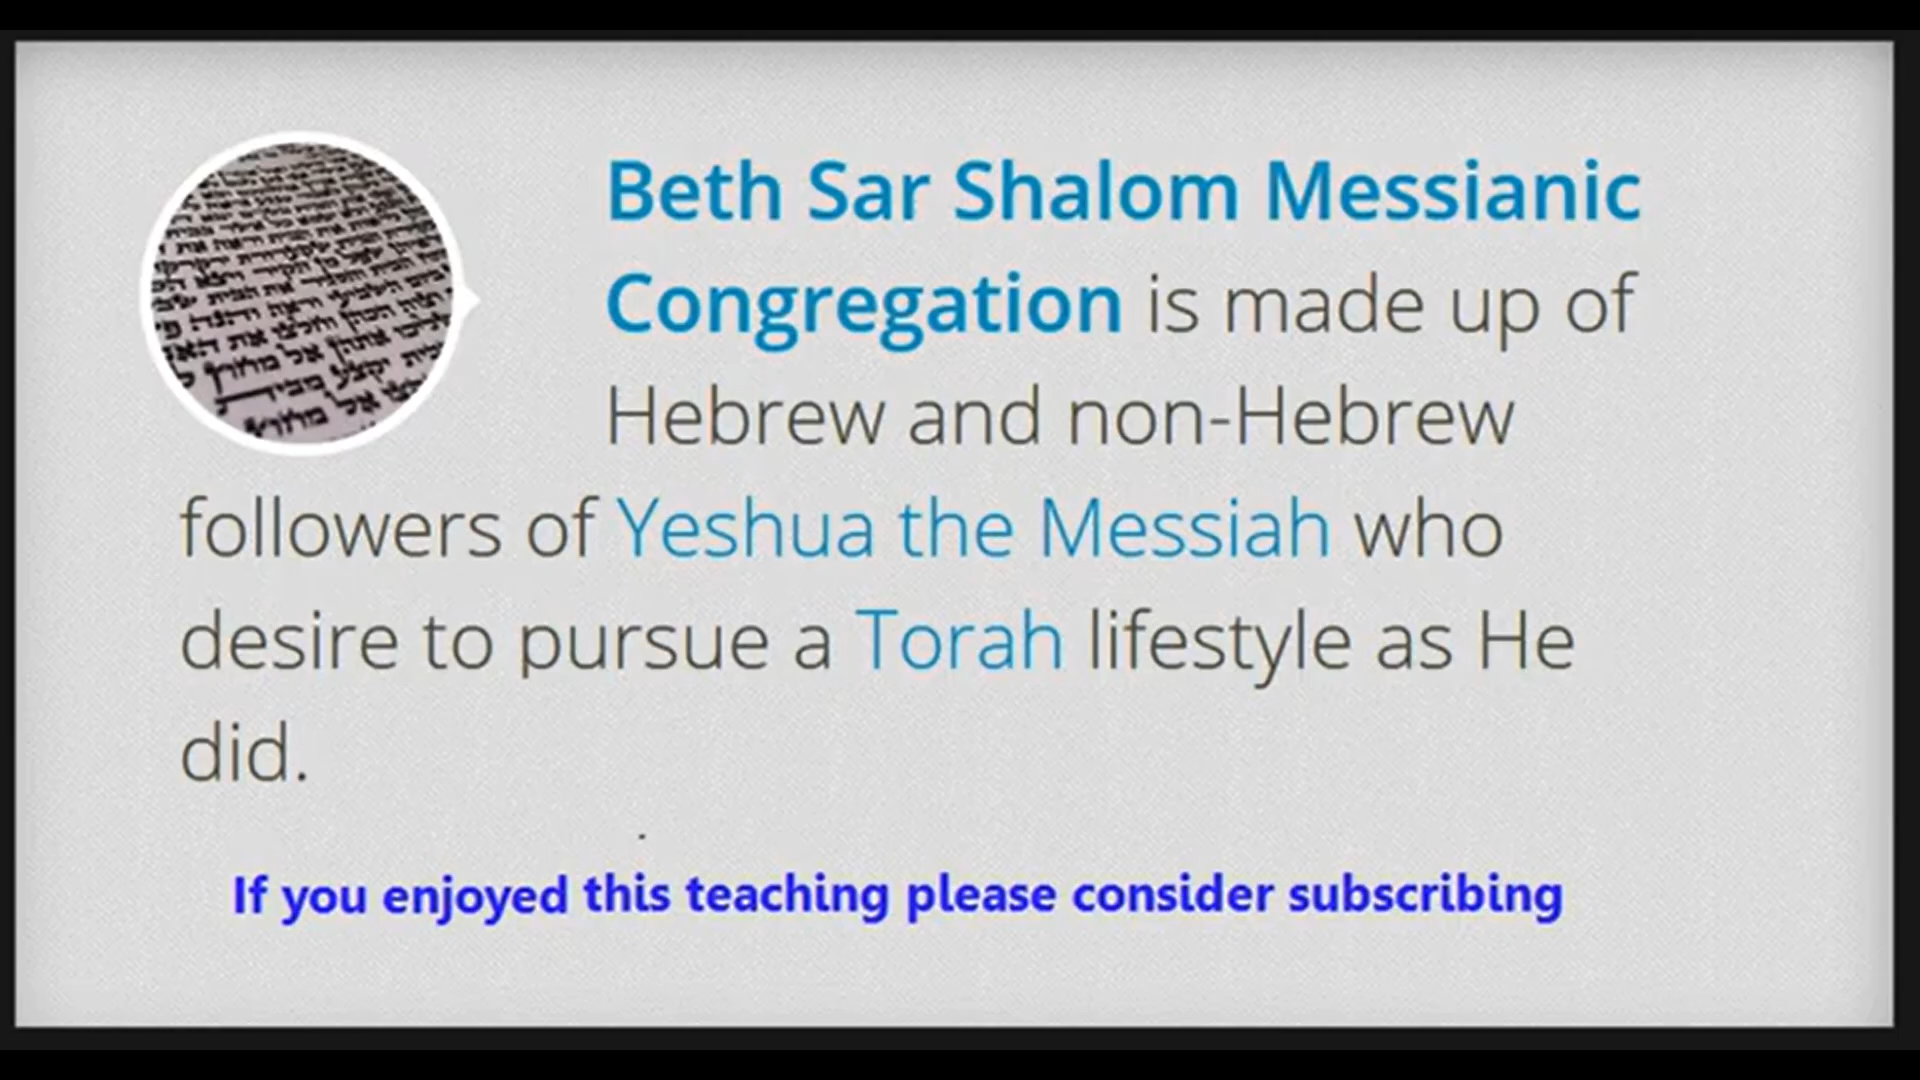 Beth Sar Shalom Messianic
Congregation is made up of
Hebrew and non-Hebrew
followers of Yeshua the Messiah who
desire to pursue a Torah lifestyle as He
did.
If you enjoyed this teaching please consider subscribing